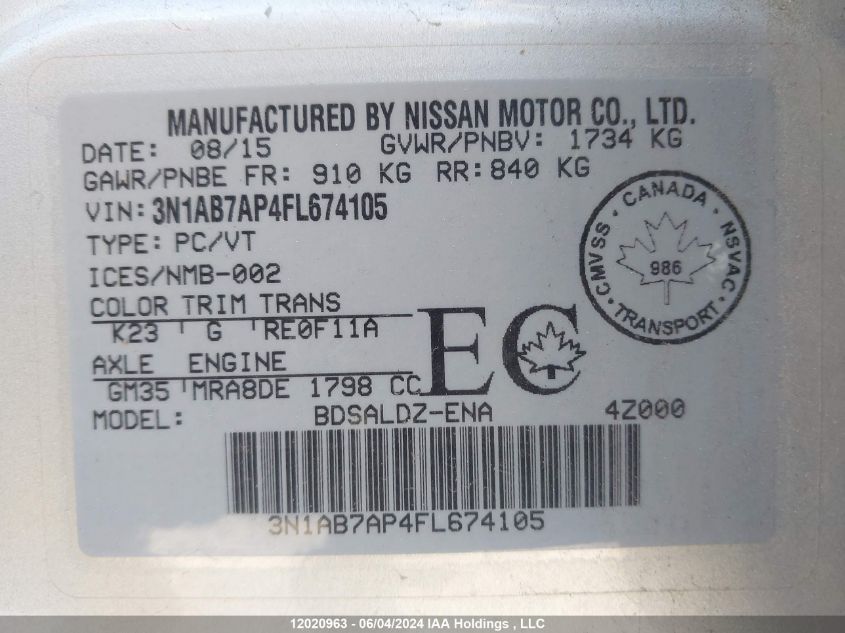 MANUFACTURED BY NISSAN MOTOR CO., LTD.
DATE: 08/15 GVWR/PNBV: 1734 KG
GAWR/PNBE FR: 910 KG RR: 840 KG
VIN: 3N1AB7AP4FL674105
TYPE: PC/VT
ICES/NMB-002
COLOR TRIM TRANS
K23 G RE0F11A
AXLE ENGINE
GM35 MRA8DE 1798 CC
MODEL: BDSALDZ-ENA 4Z000
EC
CANADA · NSVAC · TRANSPORT · CMVSS ·
986
3N1AB7AP4FL674105
12020963 - 06/04/2024 IAA Holdings , LLC